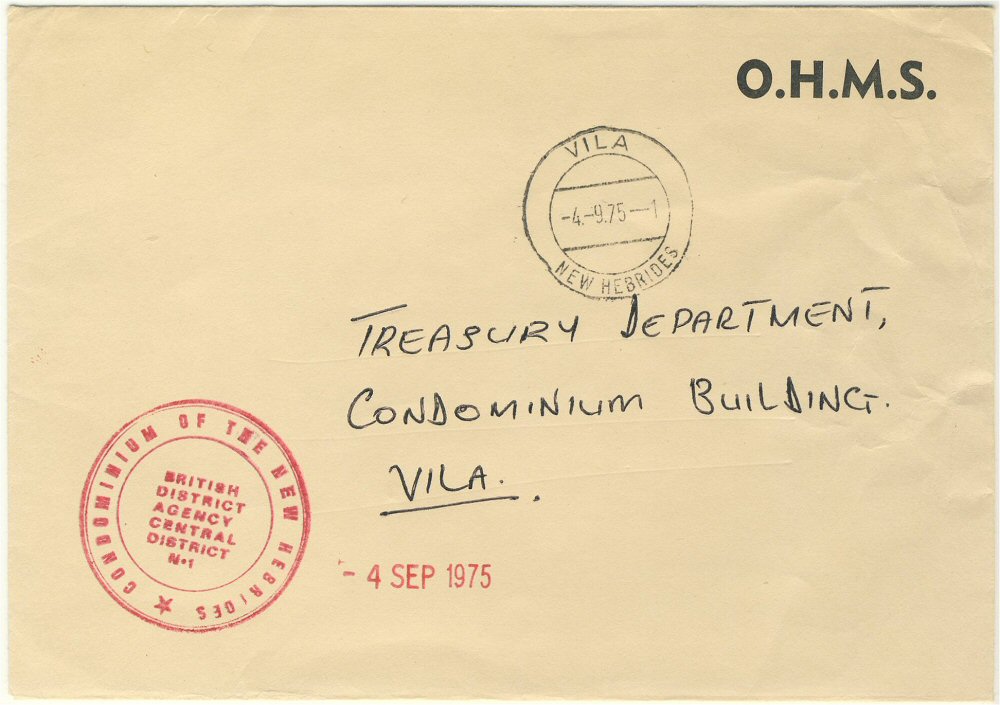 O.H.M.S.
VILA
-4.-9.75-–1
NEW HEBRIDES
TREASURY DEPARTMENT,
CONDOMINIUM BUILDING.
VILA.
CONDOMINIUM OF THE NEW HEBRIDES
BRITISH
DISTRICT
AGENCY
CENTRAL
DISTRICT
N•1
- 4 SEP 1975